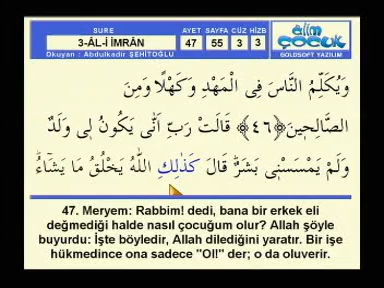 SURE AYET SAYFA CÜZ HİZB
3-ÂL-İ İMRÂN 47 55 3 3
Okuyan : Abdulkadir ŞEHİTOĞLU
elim
ÇOCUK
GOLDSOFT YAZILIM
وَيُكَلِّمُ النَّاسَ فِى الْمَهْدِ وَكَهْلًا وَمِنَ
الصَّالِحٖينَ ﴿٤٦﴾ قَالَتْ رَبِّ اَنّٰى يَكُونُ لٖى وَلَدٌ
وَلَمْ يَمْسَسْنٖى بَشَرٌؕ قَالَ كَذٰلِكِ اللّٰهُ يَخْلُقُ مَا يَشَٓاءُؕ
47. Meryem: Rabbim! dedi, bana bir erkek eli
değmediği halde nasıl çocuğum olur? Allah şöyle
buyurdu: İşte böyledir, Allah dilediğini yaratır. Bir işe
hükmedince ona sadece "Ol!" der; o da oluverir.